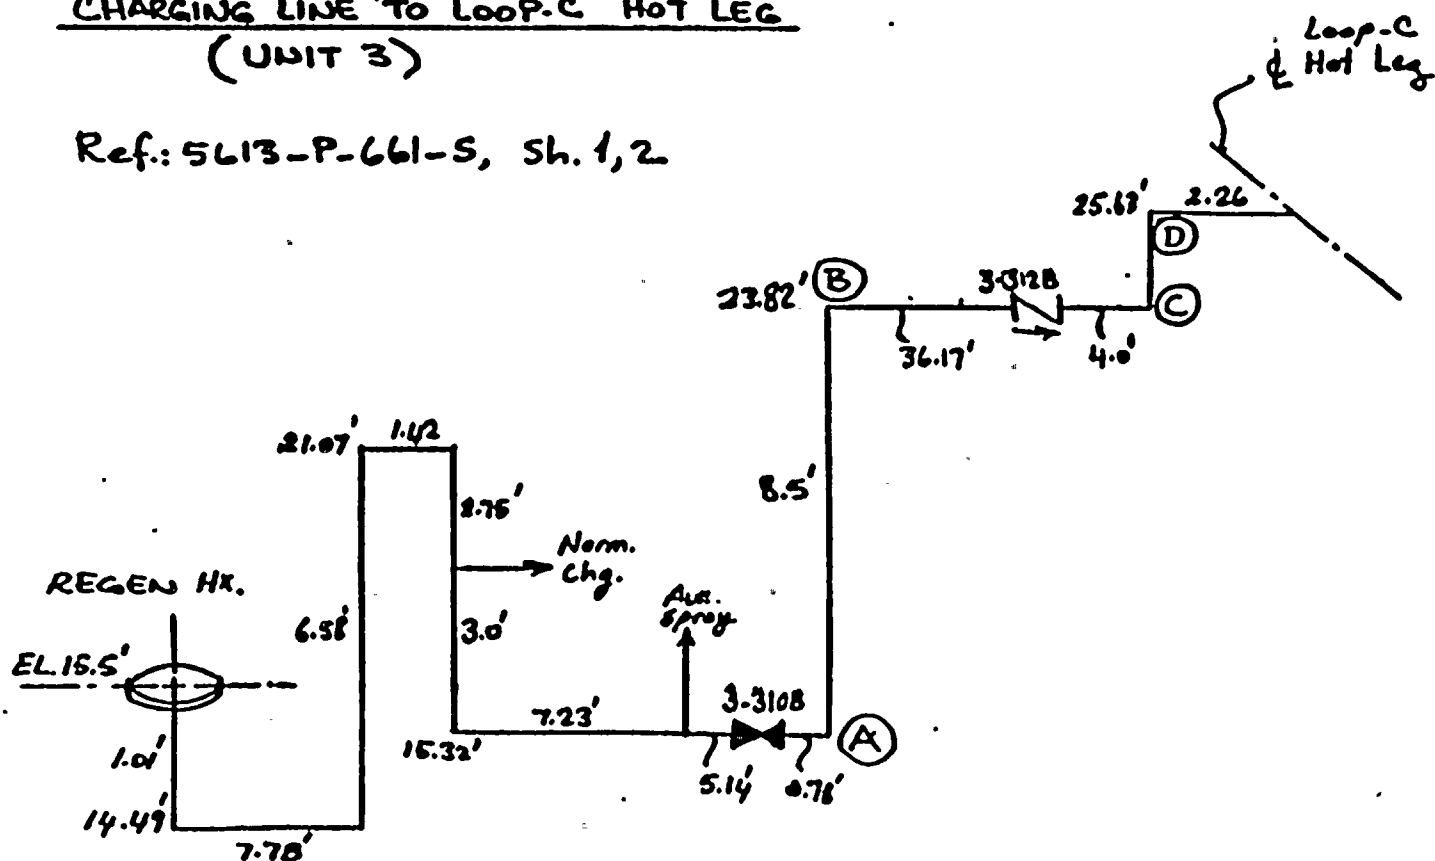 CHARGING LINE TO LOOP-C HOT LEG
(UNIT 3)
Ref.: 5613-P-661-S, Sh. 1,2
Loop-C
℄ Hot Leg
25.68'
2.26
D
23.82'
B
3-312B
C
36.17'
4.0'
21.07'
1.42
2.75'
8.5'
Norm.
Chg.
REGEN HX.
6.58'
3.0'
Aux.
Spray
EL. 15.5'
3-310B
7.23'
A
15.32'
1.01'
5.14'
14.49'
7.78'